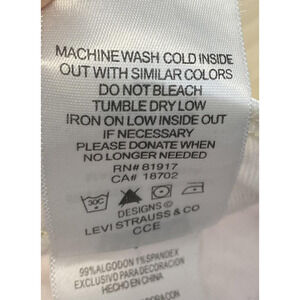 MACHINE WASH COLD INSIDE
OUT WITH SIMILAR COLORS
DO NOT BLEACH
TUMBLE DRY LOW
IRON ON LOW INSIDE OUT
IF NECESSARY
PLEASE DONATE WHEN
NO LONGER NEEDED
RN# 81917
CA# 18702
30C
DESIGNS ©
LEVI STRAUSS & CO
CCE
99% ALGODON 1% SPANDEX
EXCLUSIVO PARA DECORACION
HECHO EN CHINA